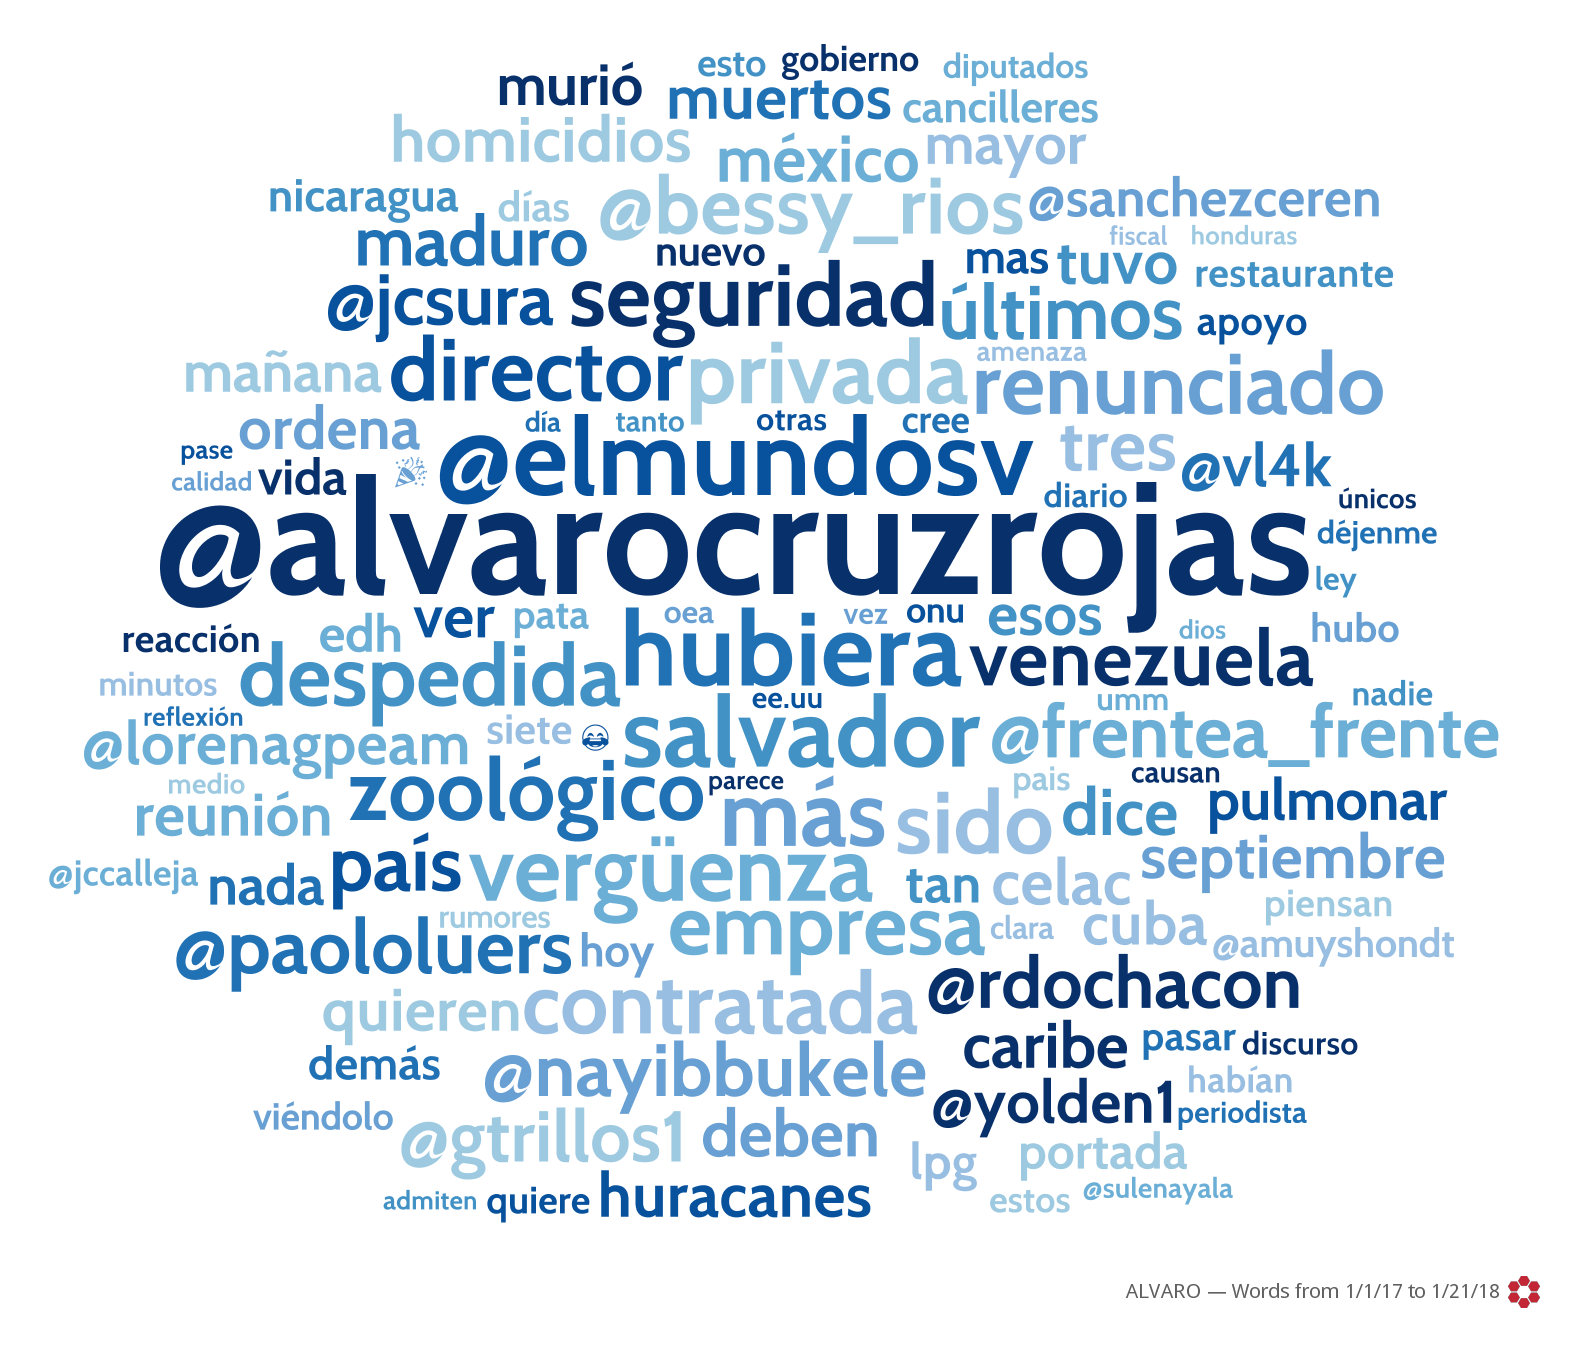 esto gobierno diputados
murió muertos cancilleres
homicidios méxico mayor
nicaragua días @bessy_rios @sanchezceren
maduro nuevo mas tuvo fiscal honduras
@jcsura seguridad últimos restaurante
apoyo
mañana director privada amenaza renunciado
ordena día tanto otras cree tres
pase @elmundosv @vl4k
calidad vida diario únicos
@alvarocruzrojas déjenme
ley
reacción edh ver pata oea vez onu esos dios hubo
minutos despedida hubiera venezuela
reflexión ee.uu umm nadie
@lorenagpeam siete salvador @frentea_frente
medio zoológico parece pais causan
reunión más sido dice pulmonar
@jccalleja nada país vergüenza tan celac septiembre
rumores empresa clara cuba piensan
@paololuers hoy @amuyshondt
quieren contratada @rdochacon
demás caribe pasar discurso
@nayibbukele habían
viéndolo @yolden1 periodista
@gtrillos1 deben lpg portada
admiten quiere huracanes estos @sulenayala
ALVARO — Words from 1/1/17 to 1/21/18